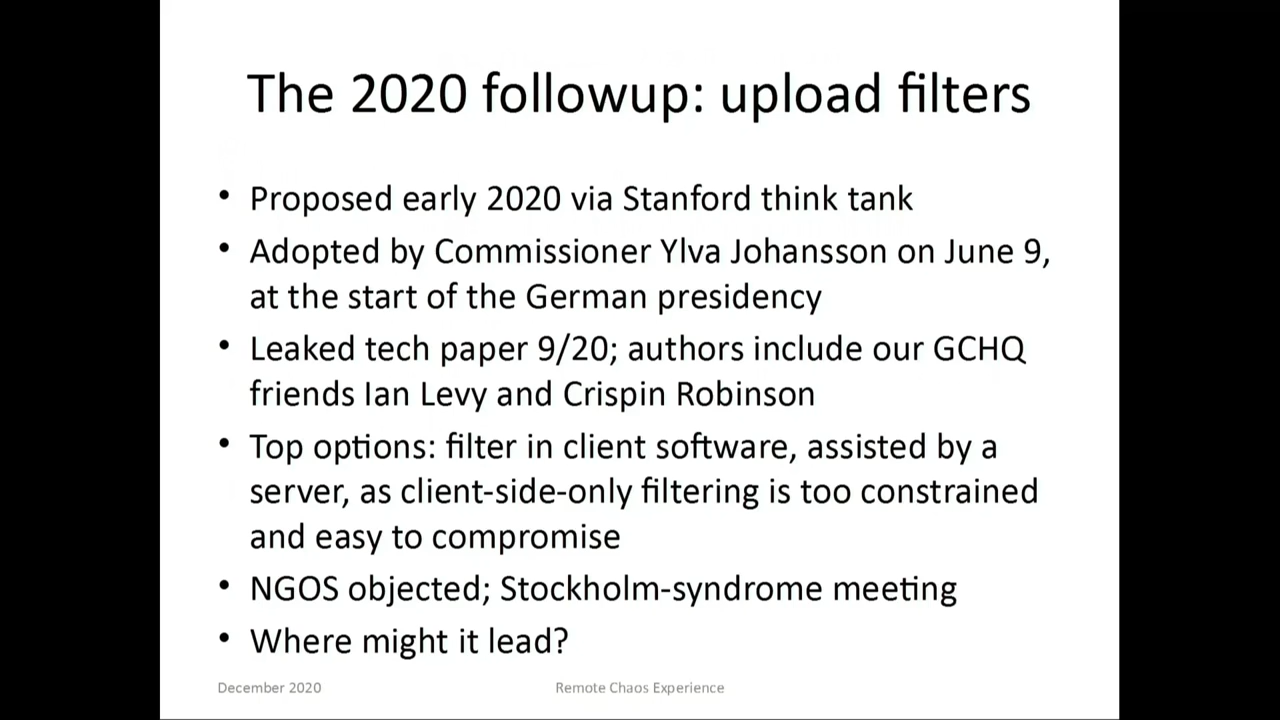 The 2020 followup: upload filters
• Proposed early 2020 via Stanford think tank
• Adopted by Commissioner Ylva Johansson on June 9,
at the start of the German presidency
• Leaked tech paper 9/20; authors include our GCHQ
friends Ian Levy and Crispin Robinson
• Top options: filter in client software, assisted by a
server, as client-side-only filtering is too constrained
and easy to compromise
• NGOS objected; Stockholm-syndrome meeting
• Where might it lead?
December 2020
Remote Chaos Experience